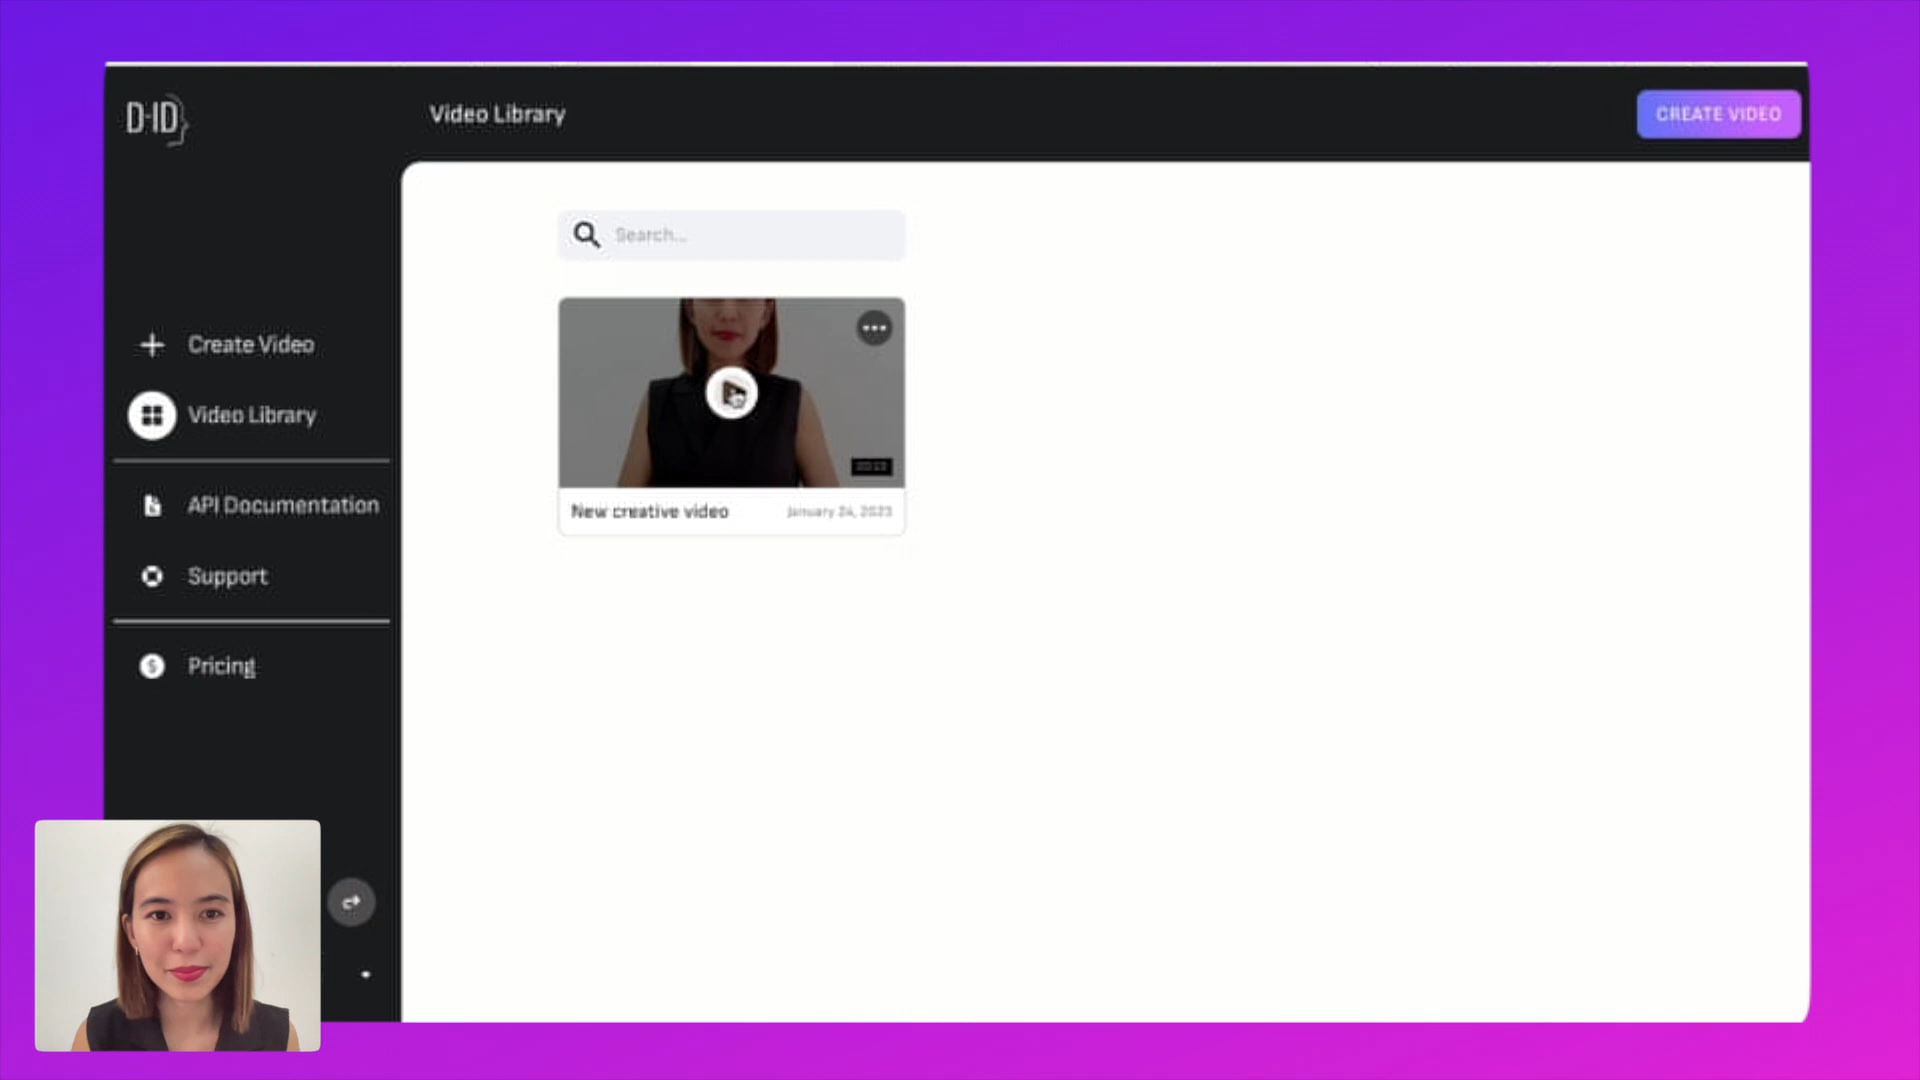 D-ID
Video Library
CREATE VIDEO
Search...
Create Video
Video Library
API Documentation
Support
Pricing
New creative video
January 24, 2023